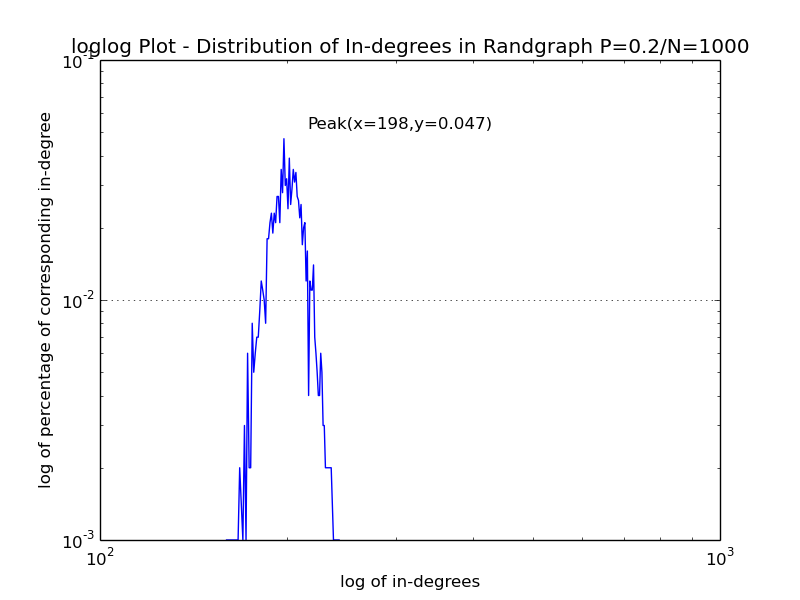 loglog Plot - Distribution of In-degrees in Randgraph P=0.2/N=1000
10^-1
Peak(x=198,y=0.047)
log of percentage of corresponding in-degree
10^-2
10^-3
10^2
10^3
log of in-degrees